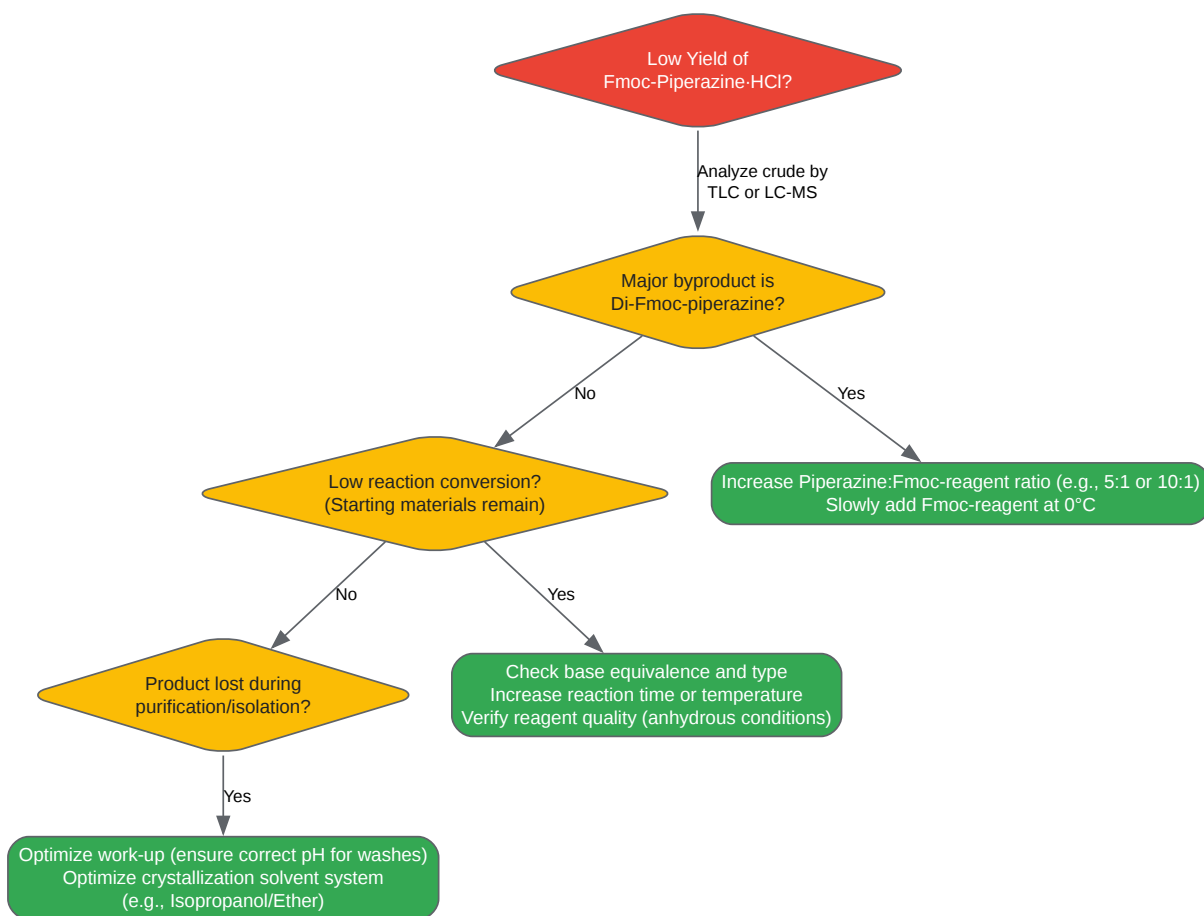 Low Yield of
Fmoc-Piperazine·HCl?
Analyze crude by
TLC or LC-MS
Major byproduct is
Di-Fmoc-piperazine?
No
Yes
Low reaction conversion?
(Starting materials remain)
Increase Piperazine:Fmoc-reagent ratio (e.g., 5:1 or 10:1)
Slowly add Fmoc-reagent at 0°C
No
Yes
Product lost during
purification/isolation?
Check base equivalence and type
Increase reaction time or temperature
Verify reagent quality (anhydrous conditions)
Yes
Optimize work-up (ensure correct pH for washes)
Optimize crystallization solvent system
(e.g., Isopropanol/Ether)